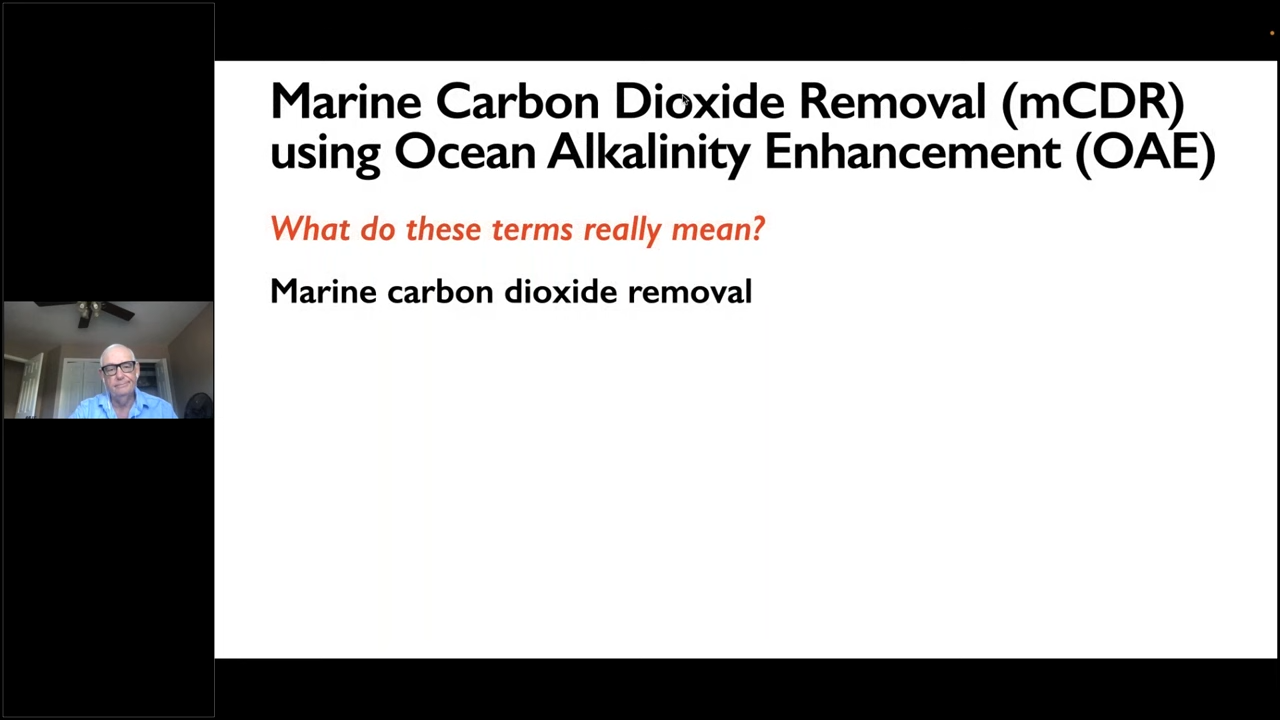 Marine Carbon Dioxide Removal (mCDR)
using Ocean Alkalinity Enhancement (OAE)
What do these terms really mean?
Marine carbon dioxide removal